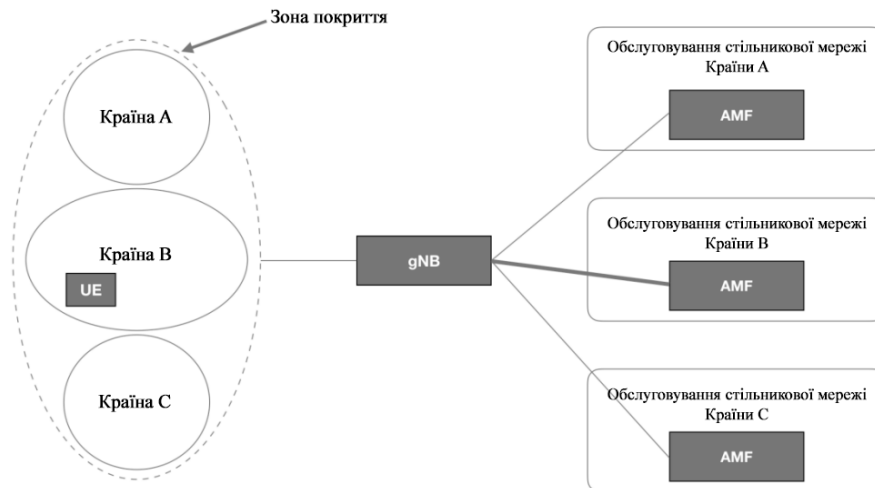 Зона покриття
Країна А
Країна В
UE
Країна С
gNB
Обслуговування стільникової мережі
Країни А
AMF
Обслуговування стільникової мережі
Країни В
AMF
Обслуговування стільникової мережі
Країни С
AMF